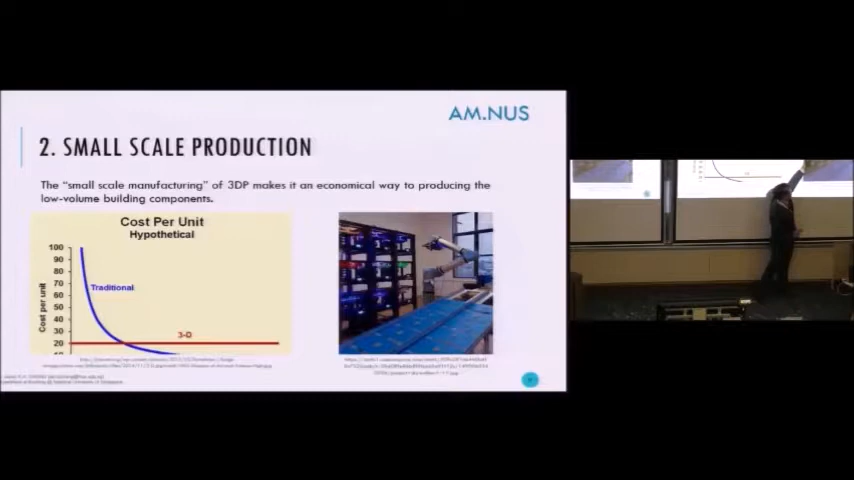 AM.NUS
2. SMALL SCALE PRODUCTION
The “small scale manufacturing” of 3DP makes it an economical way to producing the
low-volume building components.
Cost Per Unit
Hypothetical
100
90
80
70
60
50
40
30
20
10
Cost per unit
Traditional
3-D